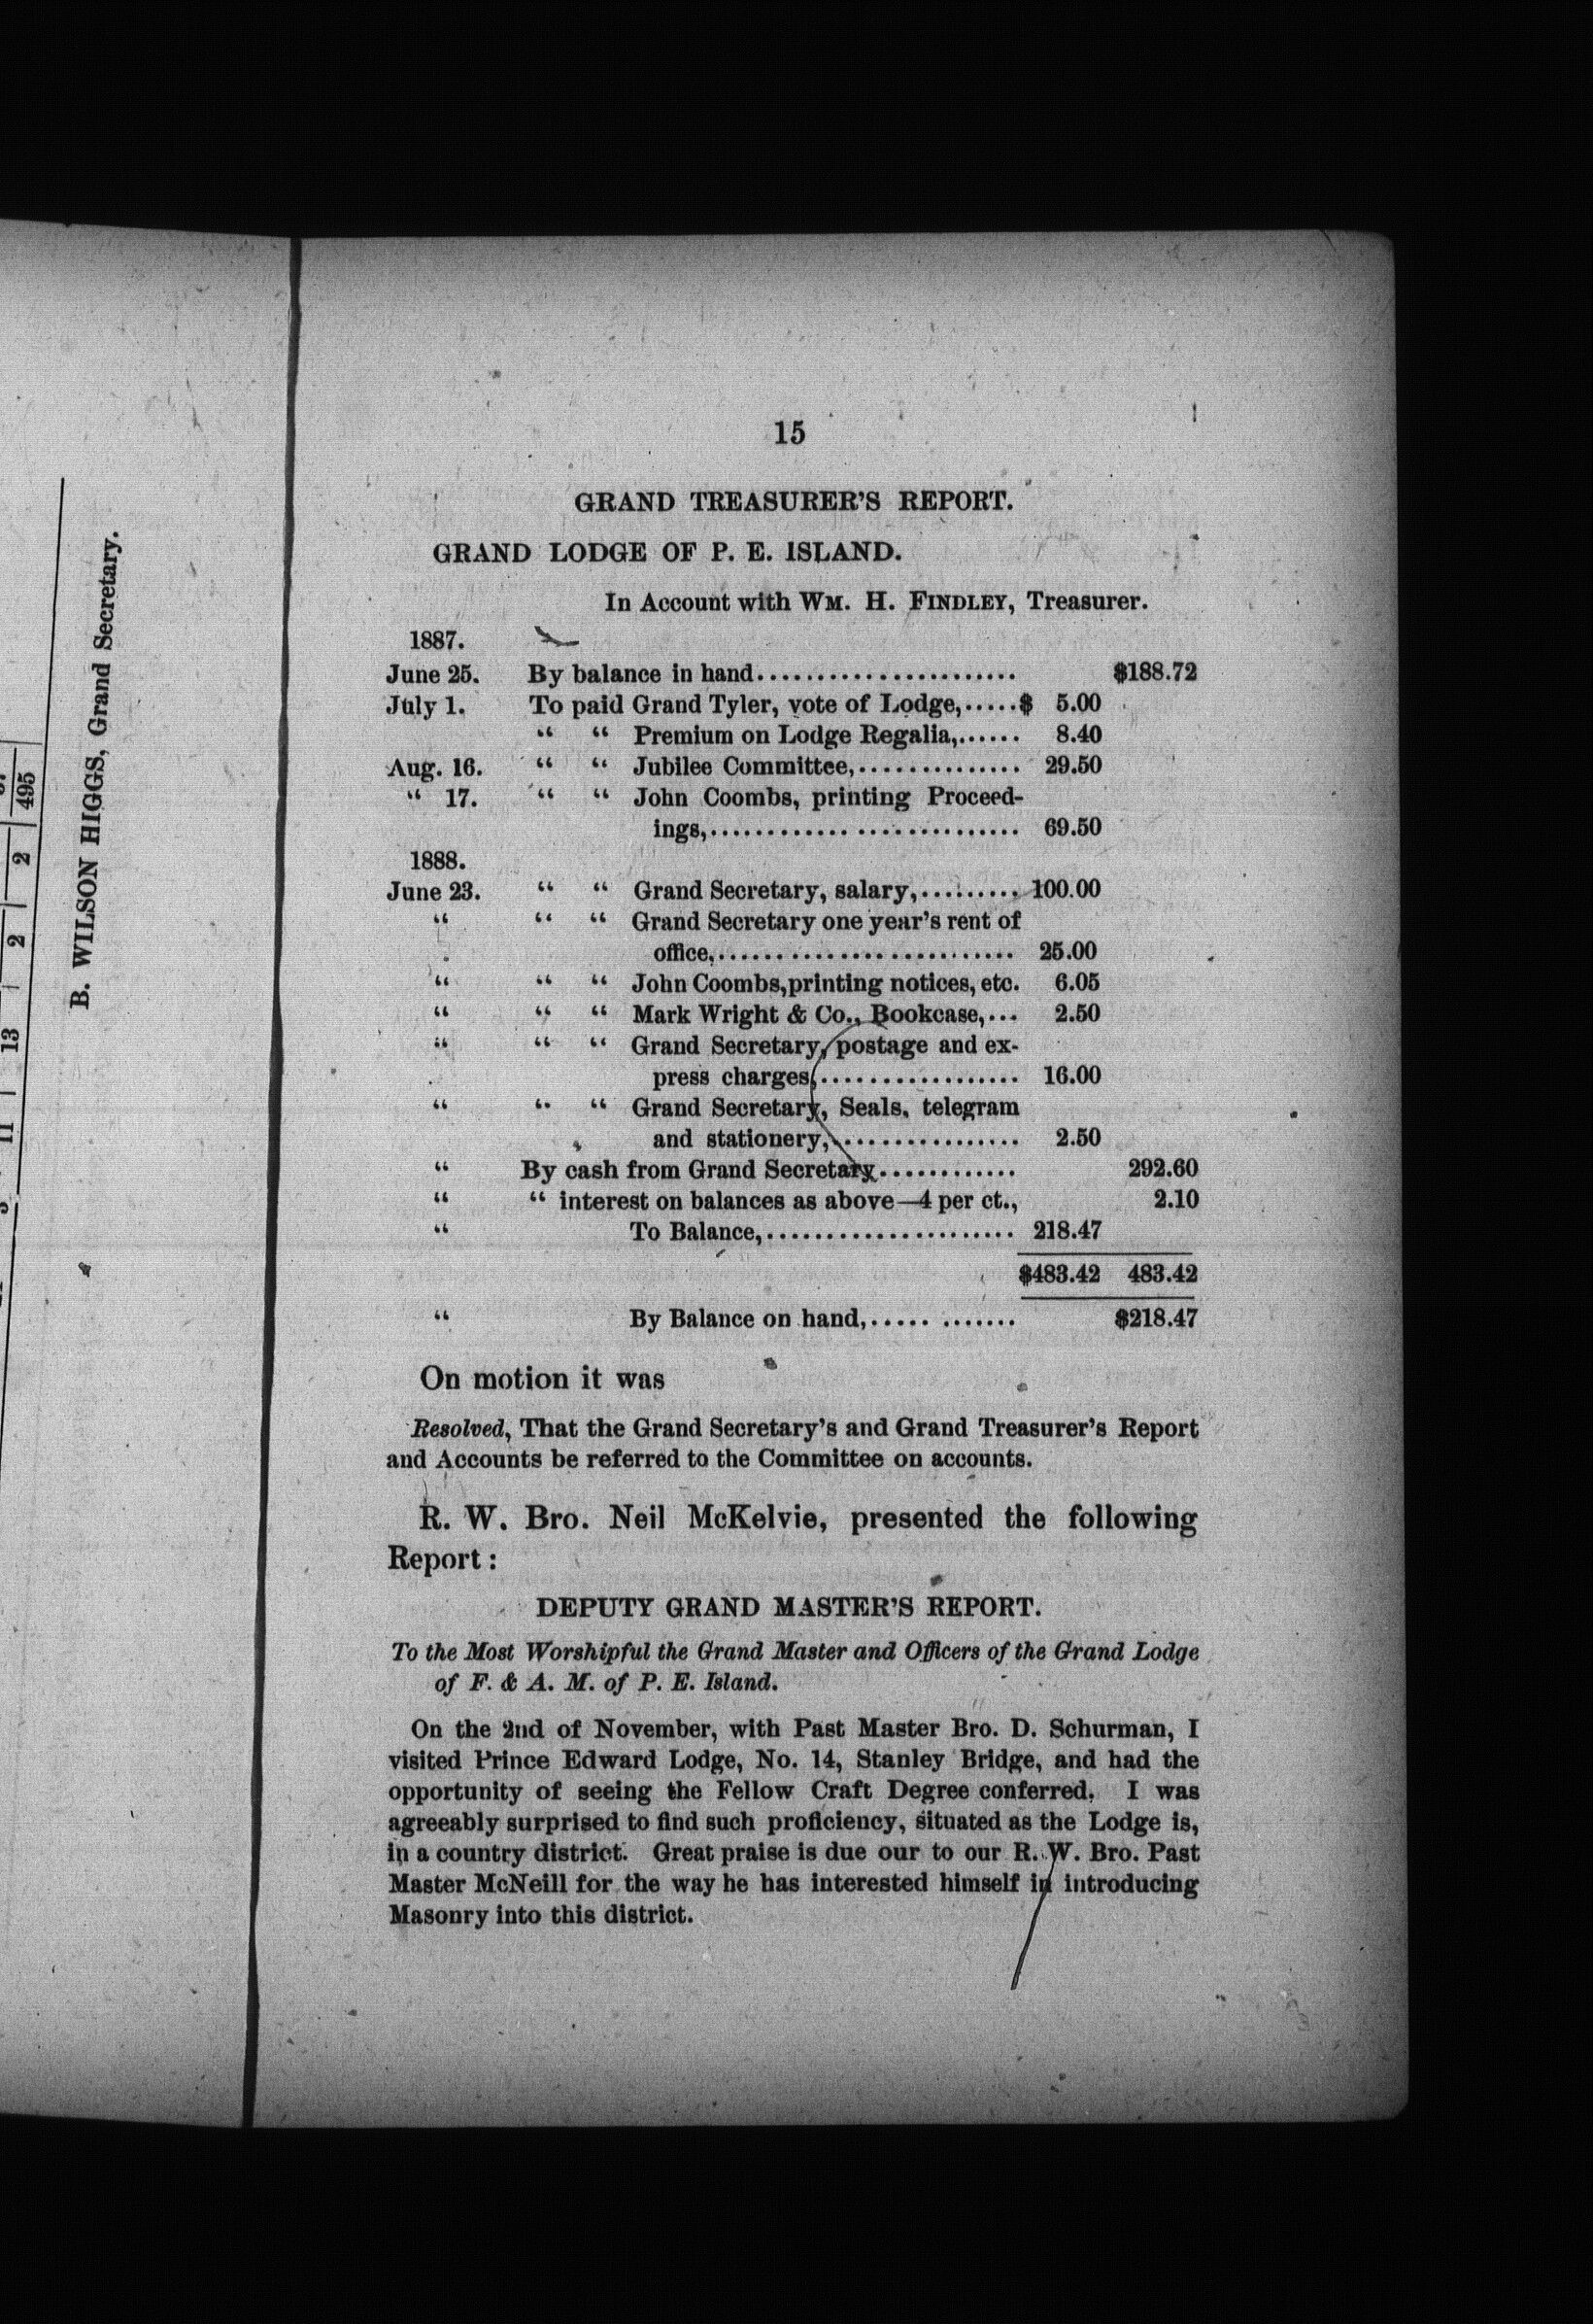 495
2
2
13
11
B. WILSON HIGGS, Grand Secretary.
15
GRAND TREASURER'S REPORT.
GRAND LODGE OF P. E. ISLAND.
In Account with WM. H. FINDLEY, Treasurer.
1887.
June 25. By balance in hand...................... $188.72
July 1. To paid Grand Tyler, vote of Lodge,.....$ 5.00
“ “ Premium on Lodge Regalia,...... 8.40
Aug. 16. “ “ Jubilee Committee,.............. 29.50
“ 17. “ “ John Coombs, printing Proceed-
ings,.......................... 69.50
1888.
June 23. “ “ Grand Secretary, salary,......... 100.00
“ “ “ Grand Secretary one year's rent of
office,......................... 25.00
“ “ “ John Coombs,printing notices, etc. 6.05
“ “ “ Mark Wright & Co., Bookcase,... 2.50
“ “ “ Grand Secretary, postage and ex-
press charges,................. 16.00
“ “ “ Grand Secretary, Seals, telegram
and stationery,................ 2.50
“ By cash from Grand Secretary............ 292.60
“ “ interest on balances as above—4 per ct., 2.10
“ To Balance,..................... 218.47
$483.42 483.42
“ By Balance on hand,..... ....... $218.47
On motion it was
Resolved, That the Grand Secretary's and Grand Treasurer's Report
and Accounts be referred to the Committee on accounts.
R. W. Bro. Neil McKelvie, presented the following
Report:
DEPUTY GRAND MASTER'S REPORT.
To the Most Worshipful the Grand Master and Officers of the Grand Lodge
of F. & A. M. of P. E. Island.
On the 2nd of November, with Past Master Bro. D. Schurman, I
visited Prince Edward Lodge, No. 14, Stanley Bridge, and had the
opportunity of seeing the Fellow Craft Degree conferred. I was
agreeably surprised to find such proficiency, situated as the Lodge is,
in a country district. Great praise is due our to our R. W. Bro. Past
Master McNeill for the way he has interested himself in introducing
Masonry into this district.